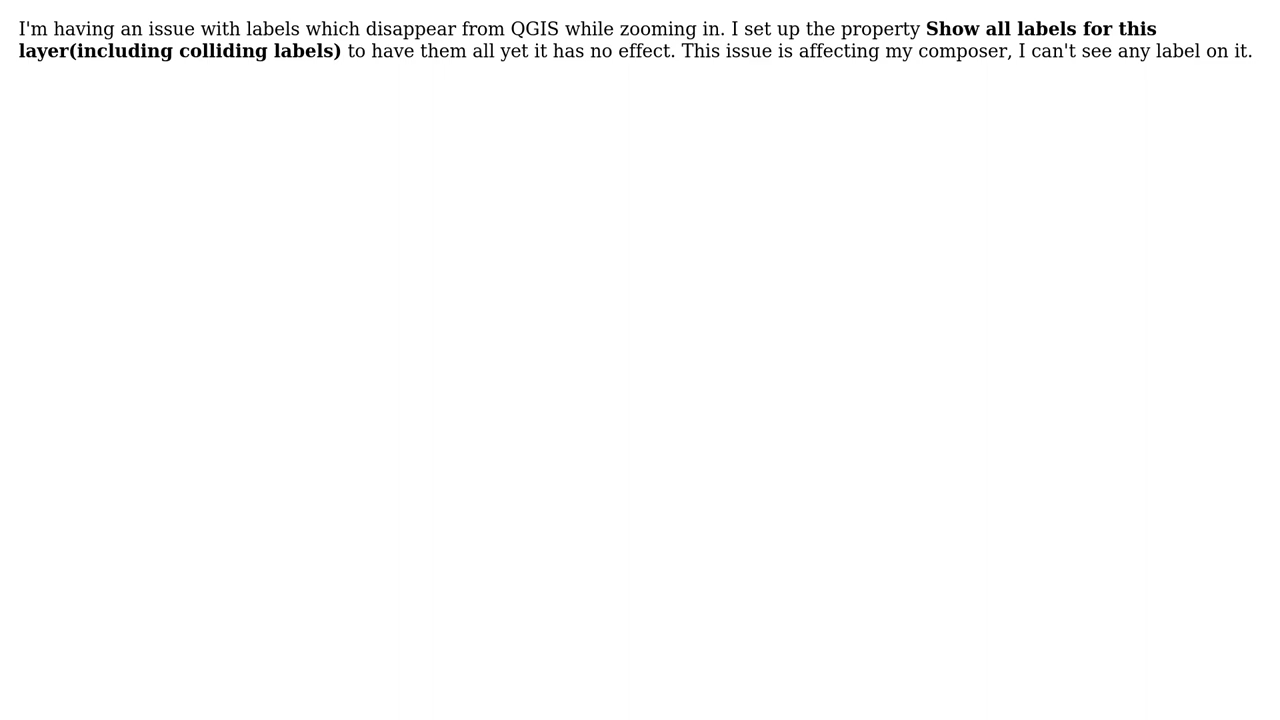 I'm having an issue with labels which disappear from QGIS while zooming in. I set up the property Show all labels for this
layer(including colliding labels) to have them all yet it has no effect. This issue is affecting my composer, I can't see any label on it.